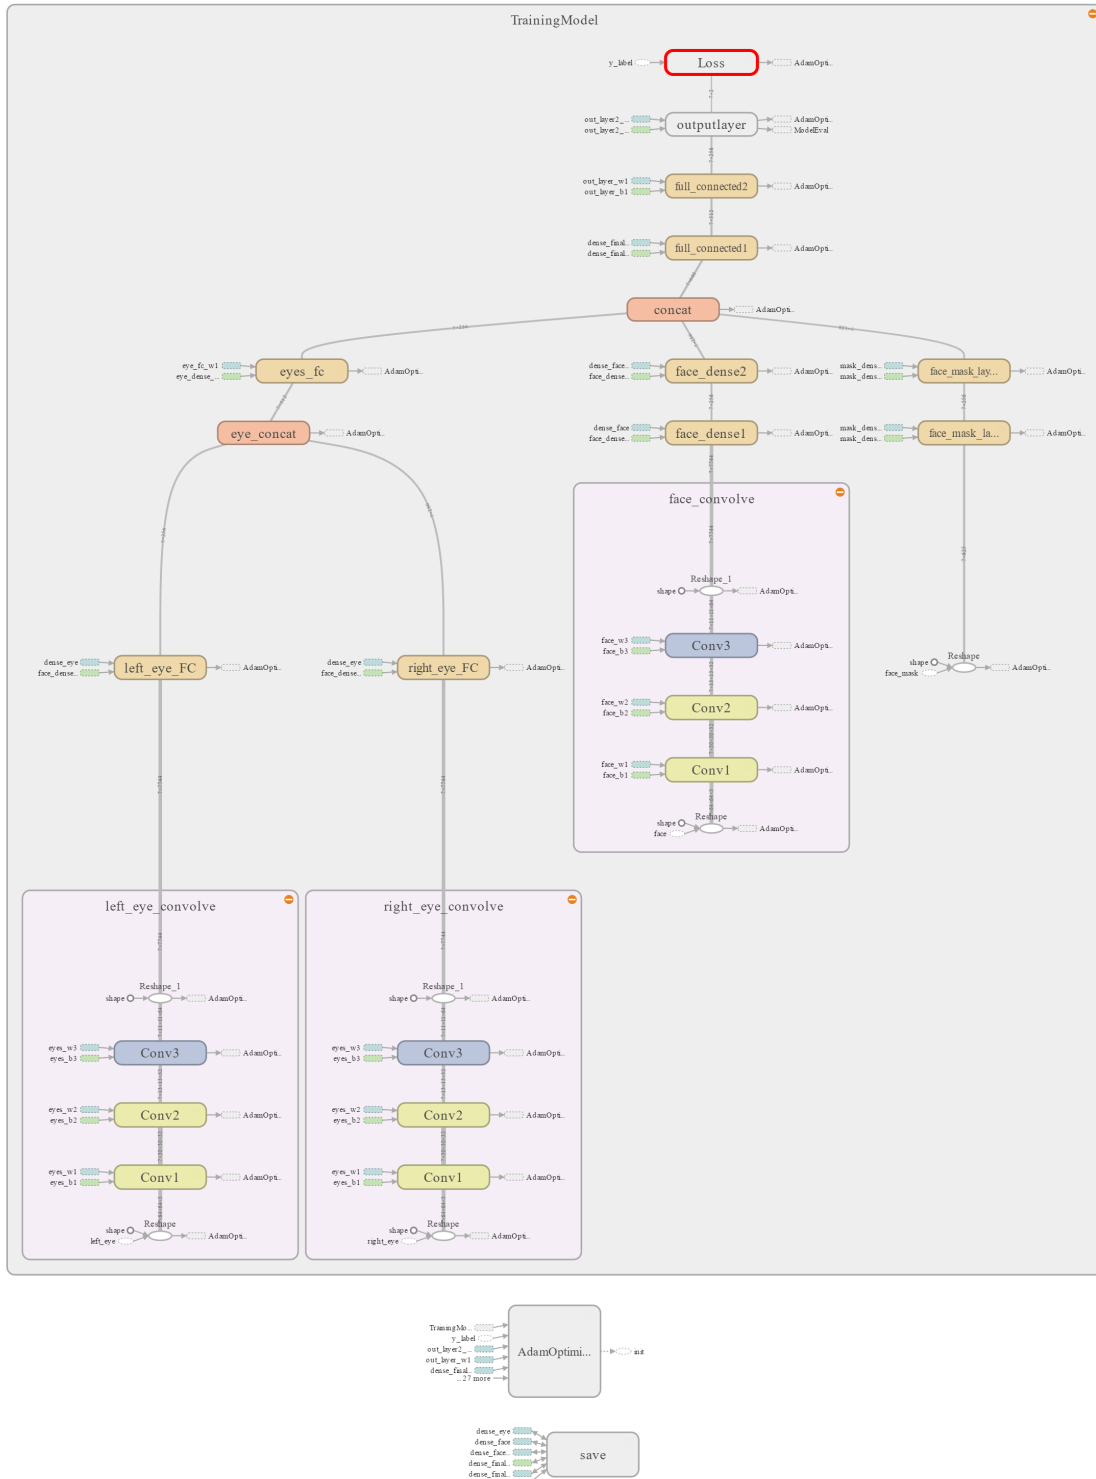 TrainingModel
y_label Loss AdamOpti..
outputlayer
out_layer2_... AdamOpti..
out_layer2_... ModelEval
out_layer_w1 full_connected2 AdamOpti..
out_layer_b1
dense_final.. full_connected1 AdamOpti..
dense_final..
concat AdamOpti..
eye_fc_w1 eyes_fc AdamOpti..
eye_dense_...
dense_face.. face_dense2 AdamOpti..
face_dense..
mask_dens... face_mask_lay... AdamOpti..
mask_dens...
eye_concat AdamOpti..
dense_face face_dense1 AdamOpti..
face_dense..
mask_dens... face_mask_la... AdamOpti..
mask_dens...
face_convolve
Reshape_1
shape AdamOpti..
face_w3 Conv3 AdamOpti..
face_b3
dense_eye left_eye_FC AdamOpti..
face_dense..
dense_eye right_eye_FC AdamOpti..
face_dense..
Reshape
shape AdamOpti..
face_mask
face_w2 Conv2 AdamOpti..
face_b2
face_w1 Conv1 AdamOpti..
face_b1
Reshape
shape AdamOpti..
face
left_eye_convolve
Reshape_1
shape AdamOpti..
eyes_w3 Conv3 AdamOpti..
eyes_b3
eyes_w2 Conv2 AdamOpti..
eyes_b2
eyes_w1 Conv1 AdamOpti..
eyes_b1
Reshape
shape AdamOpti..
left_eye
right_eye_convolve
Reshape_1
shape AdamOpti..
eyes_w3 Conv3 AdamOpti..
eyes_b3
eyes_w2 Conv2 AdamOpti..
eyes_b2
eyes_w1 Conv1 AdamOpti..
eyes_b1
Reshape
shape AdamOpti..
right_eye
TrainingMo...
y_label
out_layer2_...
out_layer_w1
dense_final..
... 27 more
AdamOptimi...
init
dense_eye
dense_face
dense_face..
dense_final..
dense_final..
save